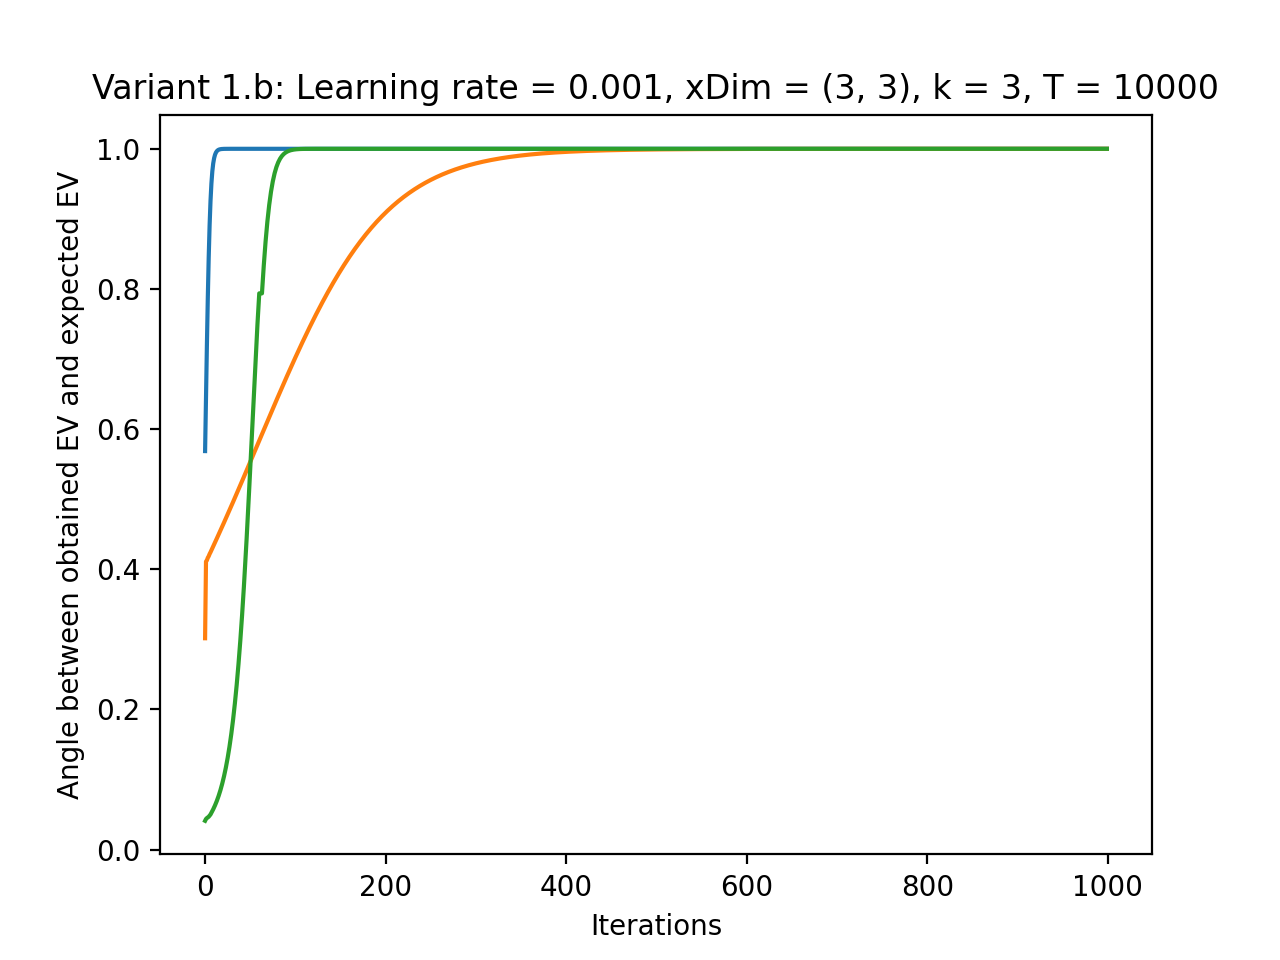 Variant 1.b: Learning rate = 0.001, xDim = (3, 3), k = 3, T = 10000
Angle between obtained EV and expected EV
1.0
0.8
0.6
0.4
0.2
0.0
0 200 400 600 800 1000
Iterations